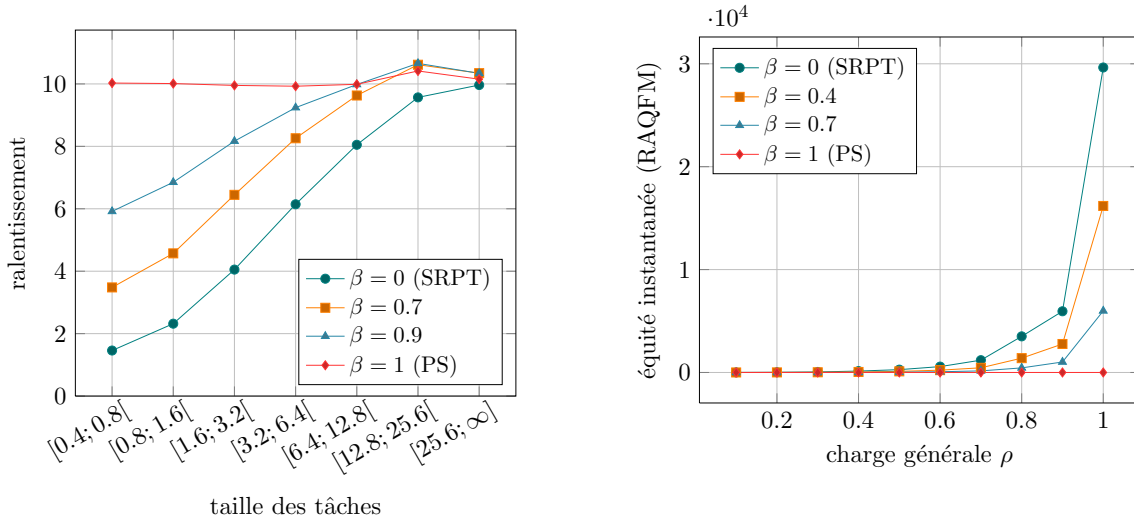 ralentissement
10
8
6
4
2
0
β = 0 (SRPT)
β = 0.7
β = 0.9
β = 1 (PS)
[0.4; 0.8[
[0.8; 1.6[
[1.6; 3.2[
[3.2; 6.4[
[6.4; 12.8[
[12.8; 25.6[
[25.6; ∞[
taille des tâches
·10⁴
équité instantanée (RAQFM)
3
2
1
0
β = 0 (SRPT)
β = 0.4
β = 0.7
β = 1 (PS)
0.2
0.4
0.6
0.8
1
charge générale ρ